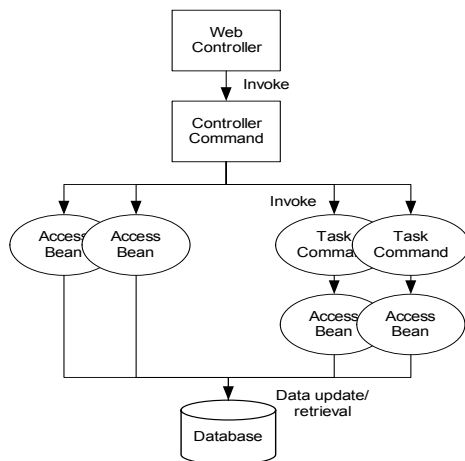 Web
Controller
Invoke
Controller
Command
Invoke
Access
Bean
Access
Bean
Task
Comman
Task
Command
Access
Bean
Access
Bean
Data update/
retrieval
Database